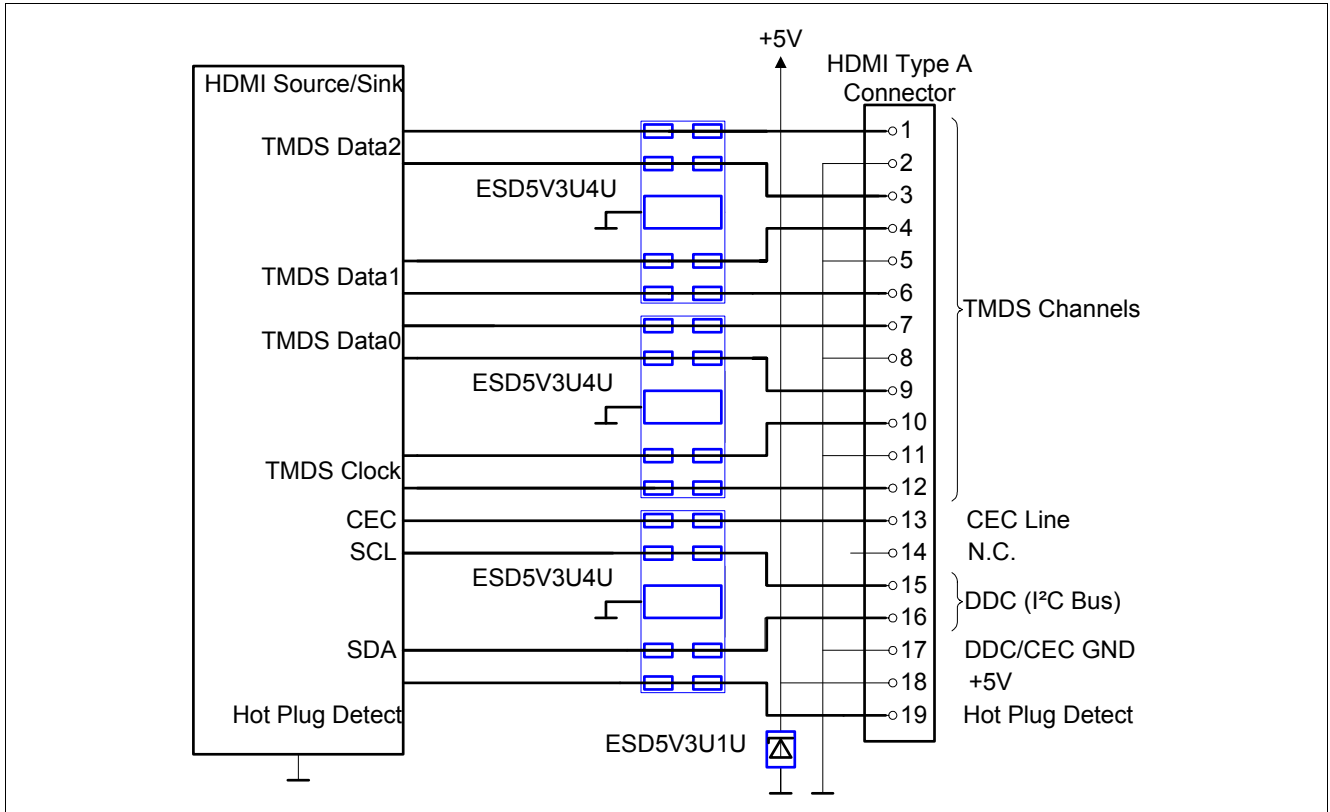 +5V
HDMI Type A
Connector
HDMI Source/Sink
TMDS Data2
ESD5V3U4U
TMDS Data1
TMDS Data0
ESD5V3U4U
TMDS Clock
CEC
SCL
ESD5V3U4U
SDA
Hot Plug Detect
ESD5V3U1U
1
2
3
4
5
6
7
8
9
10
11
12
13
14
15
16
17
18
19
TMDS Channels
CEC Line
N.C.
DDC (I²C Bus)
DDC/CEC GND
+5V
Hot Plug Detect